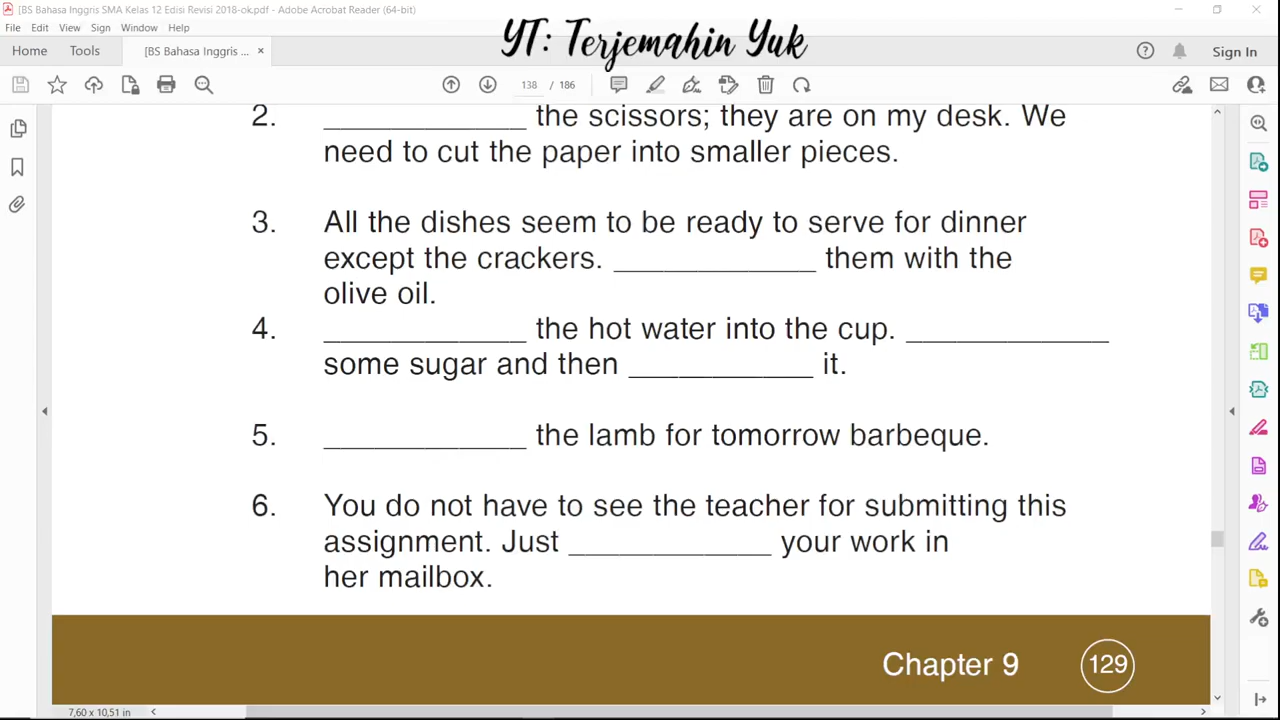 [BS Bahasa Inggris SMA Kelas 12 Edisi Revisi 2018-ok.pdf - Adobe Acrobat Reader (64-bit)
File Edit View Sign Window Help
YT: Terjemahin Yuk
Home Tools [BS Bahasa Inggris ... × Sign In
138 / 186
2. ____________ the scissors; they are on my desk. We
need to cut the paper into smaller pieces.
3. All the dishes seem to be ready to serve for dinner
except the crackers. ____________ them with the
olive oil.
4. ____________ the hot water into the cup. ____________
some sugar and then ___________ it.
5. ____________ the lamb for tomorrow barbeque.
6. You do not have to see the teacher for submitting this
assignment. Just ____________ your work in
her mailbox.
Chapter 9 129
7,60 x 10,51 in